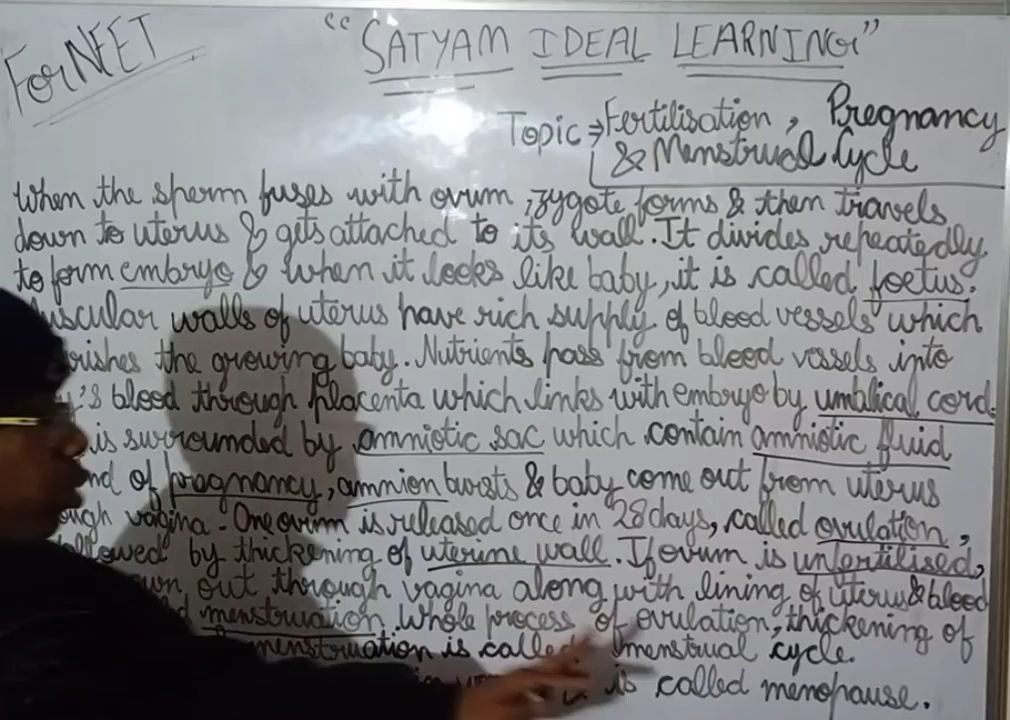 For NEET
"SATYAM IDEAL LEARNING"
Topic ⇒ Fertilisation, Pregnancy
& Menstrual Cycle
When the sperm fuses with ovum, zygote forms & then travels
down to uterus & gets attached to its wall. It divides repeatedly
to form embryo & when it looks like baby, it is called foetus.
uscular walls of uterus have rich supply of blood vessels which
rishes the growing baby. Nutrients pass from blood vessels into
y's blood through placenta which links with embryo by umblical cord.
is surrounded by amniotic sac which contain amniotic fluid
nd of pregnancy, amnion bursts & baby come out from uterus
ough vagina. One ovum is released once in 28 days, called ovulation,
llowed by thickening of uterine wall. If ovum is unfertilised,
wn out through vagina along with lining of uterus & blood
menstruation. Whole process of ovulation, thickening of
menstruation is called menstrual cycle.
is called menopause.